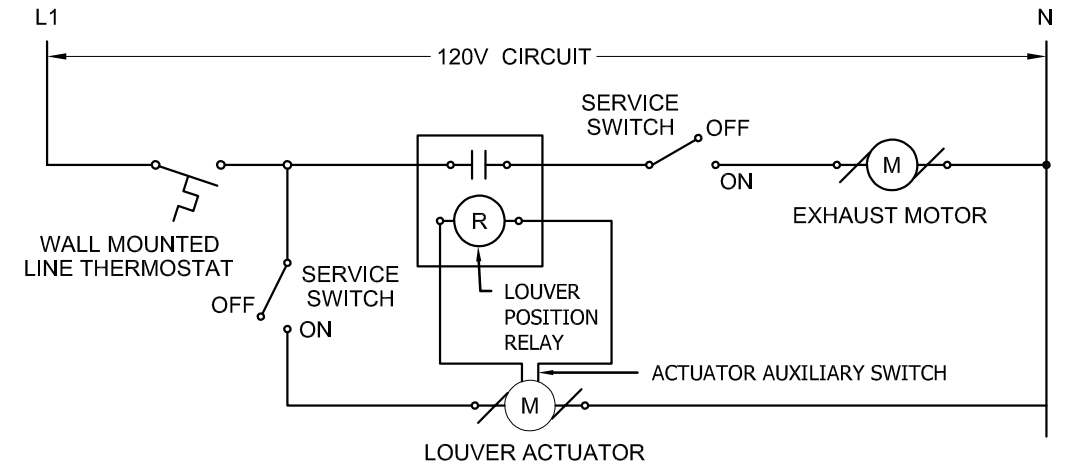 L1
N
120V CIRCUIT
SERVICE
SWITCH
OFF
ON
M
EXHAUST MOTOR
R
WALL MOUNTED
LINE THERMOSTAT
SERVICE
SWITCH
OFF
ON
LOUVER
POSITION
RELAY
ACTUATOR AUXILIARY SWITCH
M
LOUVER ACTUATOR